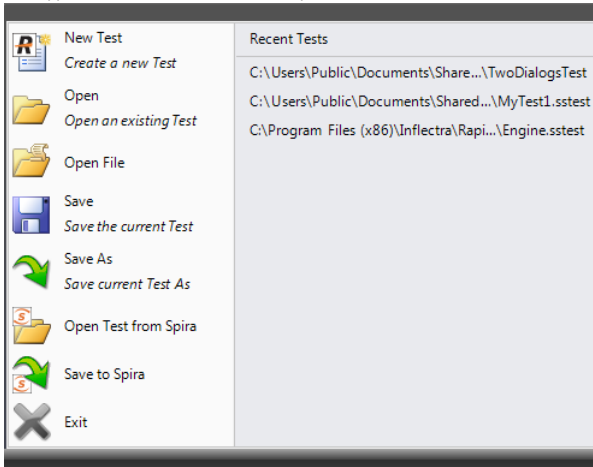 New Test
Create a new Test
Open
Open an existing Test
Open File
Save
Save the current Test
Save As
Save current Test As
Open Test from Spira
Save to Spira
Exit
Recent Tests
C:\Users\Public\Documents\Share...\TwoDialogsTest
C:\Users\Public\Documents\Shared...\MyTest1.sstest
C:\Program Files (x86)\Inflectra\Rapi...\Engine.sstest